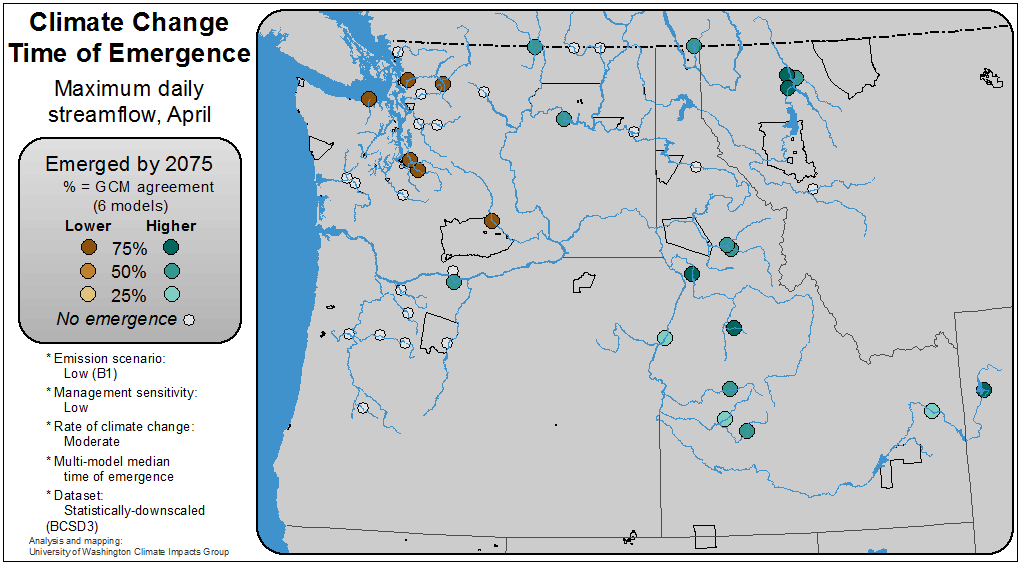 Climate Change
Time of Emergence
Maximum daily
streamflow, April
Emerged by 2075
% = GCM agreement
(6 models)
Lower Higher
75%
50%
25%
No emergence
* Emission scenario:
Low (B1)
* Management sensitivity:
Low
* Rate of climate change:
Moderate
* Multi-model median
time of emergence
* Dataset:
Statistically-downscaled
(BCSD3)
Analysis and mapping:
University of Washington Climate Impacts Group